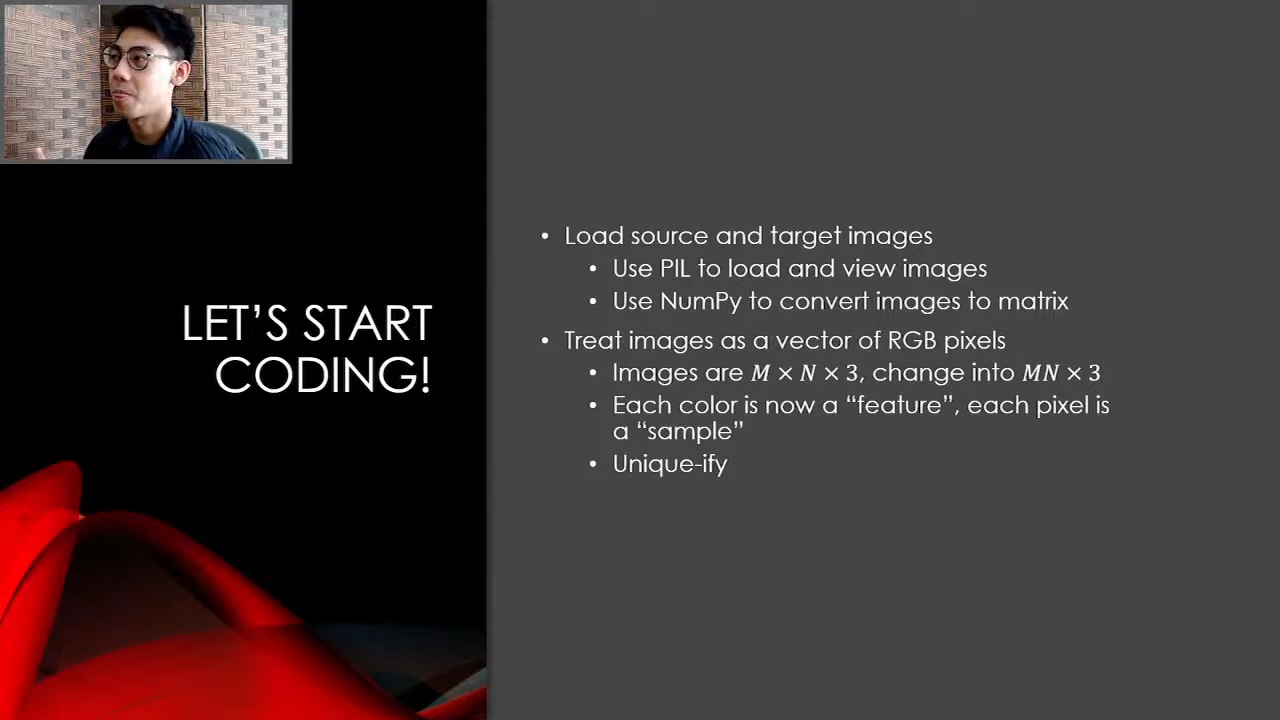 LET’S START
CODING!
• Load source and target images
• Use PIL to load and view images
• Use NumPy to convert images to matrix
• Treat images as a vector of RGB pixels
• Images are 𝑀 × 𝑁 × 3, change into 𝑀𝑁 × 3
• Each color is now a “feature”, each pixel is
a “sample”
• Unique-ify